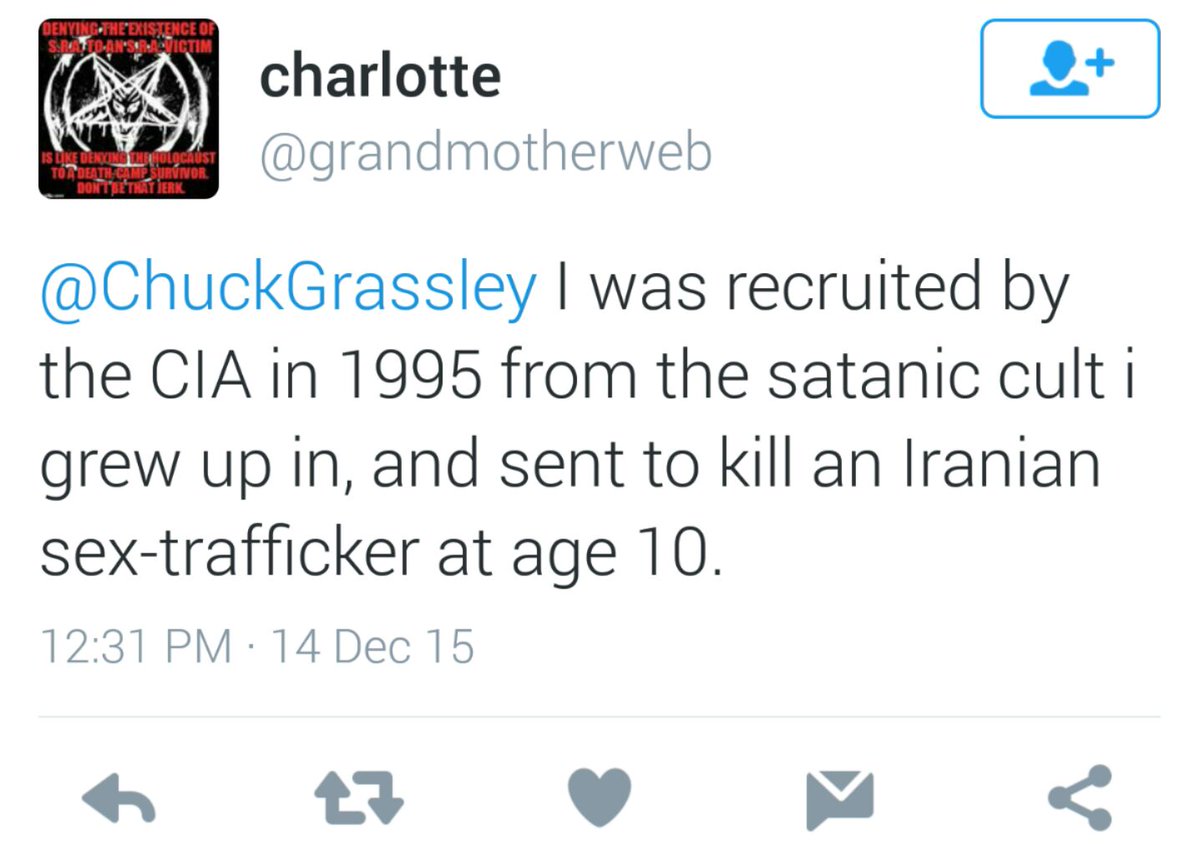 DENYING THE EXISTENCE OF
S.R.A. TO AN S.R.A. VICTIM
IS LIKE DENYING THE HOLOCAUST
TO A DEATH CAMP SURVIVOR.
DON'T BE THAT JERK.
charlotte
@grandmotherweb
@ChuckGrassley I was recruited by
the CIA in 1995 from the satanic cult i
grew up in, and sent to kill an Iranian
sex-trafficker at age 10.
12:31 PM · 14 Dec 15